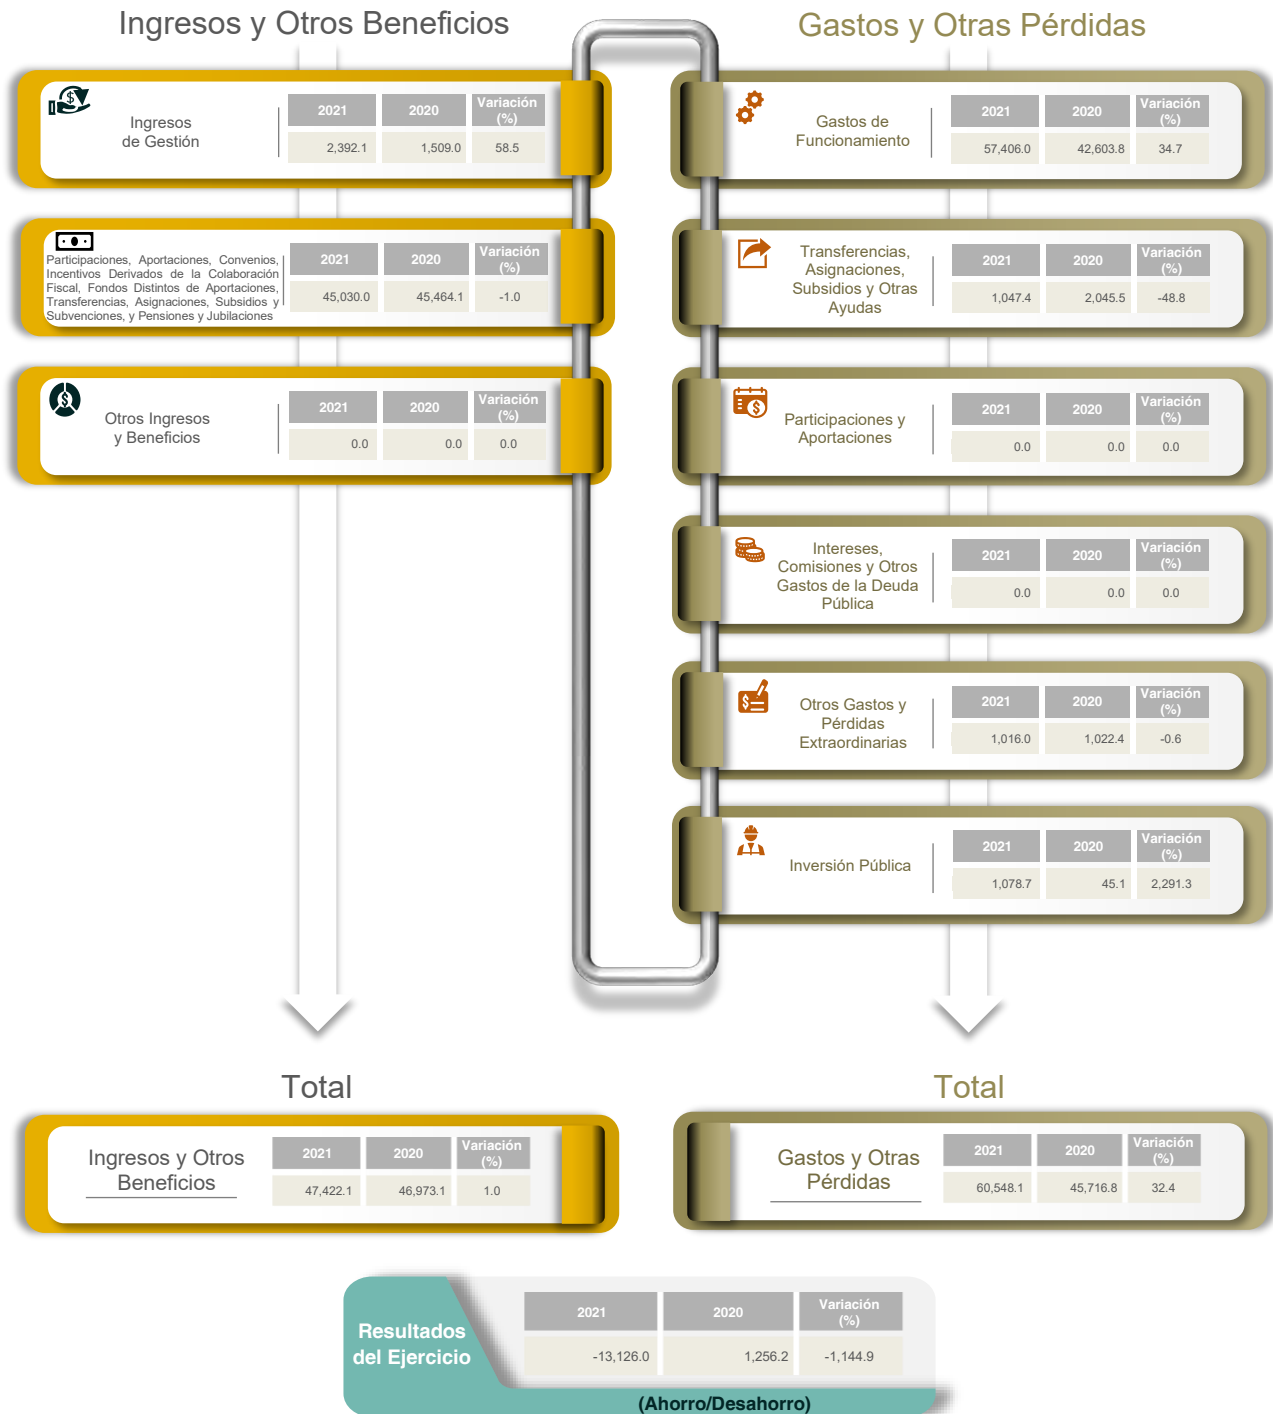 Ingresos y Otros Beneficios
Ingresos
de Gestión
2021 2020 Variación
(%)
2,392.1 1,509.0 58.5
Participaciones, Aportaciones, Convenios,
Incentivos Derivados de la Colaboración
Fiscal, Fondos Distintos de Aportaciones,
Transferencias, Asignaciones, Subsidios y
Subvenciones, y Pensiones y Jubilaciones
2021 2020 Variación
(%)
45,030.0 45,464.1 -1.0
Otros Ingresos
y Beneficios
2021 2020 Variación
(%)
0.0 0.0 0.0
Gastos y Otras Pérdidas
Gastos de
Funcionamiento
2021 2020 Variación
(%)
57,406.0 42,603.8 34.7
Transferencias,
Asignaciones,
Subsidios y Otras
Ayudas
2021 2020 Variación
(%)
1,047.4 2,045.5 -48.8
Participaciones y
Aportaciones
2021 2020 Variación
(%)
0.0 0.0 0.0
Intereses,
Comisiones y Otros
Gastos de la Deuda
Pública
2021 2020 Variación
(%)
0.0 0.0 0.0
Otros Gastos y
Pérdidas
Extraordinarias
2021 2020 Variación
(%)
1,016.0 1,022.4 -0.6
Inversión Pública
2021 2020 Variación
(%)
1,078.7 45.1 2,291.3
Total
Ingresos y Otros
Beneficios
2021 2020 Variación
(%)
47,422.1 46,973.1 1.0
Total
Gastos y Otras
Pérdidas
2021 2020 Variación
(%)
60,548.1 45,716.8 32.4
Resultados
del Ejercicio
2021 2020 Variación
(%)
-13,126.0 1,256.2 -1,144.9
(Ahorro/Desahorro)